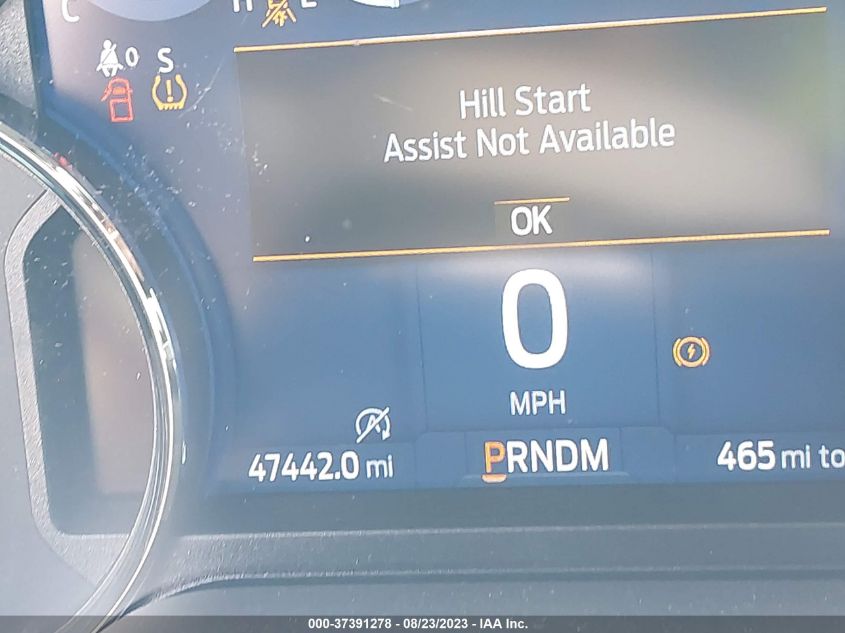 C
H
E
0 S
Hill Start
Assist Not Available
OK
0
MPH
47442.0 mi
PRNDM
465 mi to
000-37391278 - 08/23/2023 - IAA Inc.